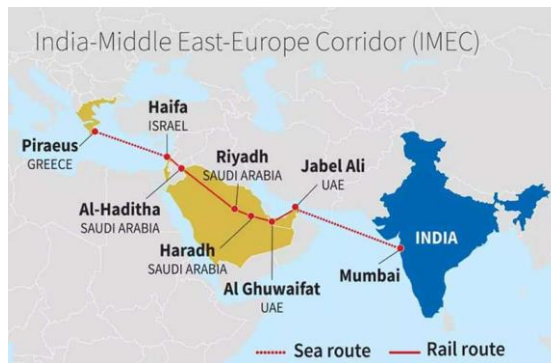 India-Middle East-Europe Corridor (IMEC)
Haifa
ISRAEL
Piraeus
GREECE
Riyadh
SAUDI ARABIA
Jabel Ali
UAE
Al-Haditha
SAUDI ARABIA
Haradh
SAUDI ARABIA
Al Ghuwaifat
UAE
INDIA
Mumbai
Sea route
Rail route